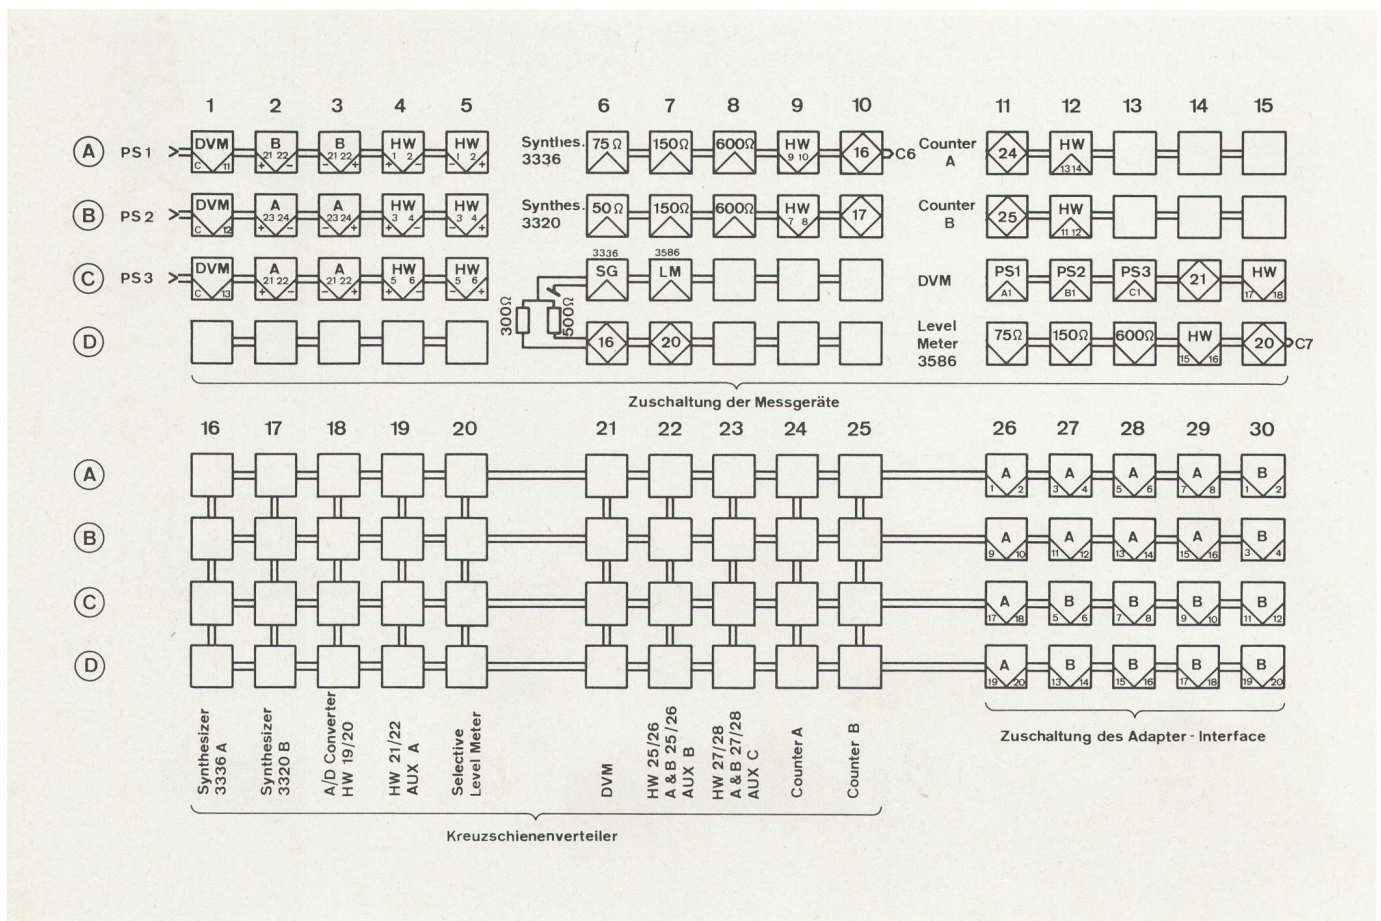 1 2 3 4 5 6 7 8 9 10 11 12 13 14 15
A PS1 DVM C 11 B 21 22 + − B 21 22 − + HW 1 2 + − HW 1 2 − +
Synthes. 3336 75Ω 150Ω 600Ω HW 9 10 16 C6
Counter A 24 HW 13 14
B PS2 DVM C 12 A 23 24 + − A 23 24 − + HW 3 4 + − HW 3 4 − +
Synthes. 3320 50Ω 150Ω 600Ω HW 7 8 17
Counter B 25 HW 11 12
C PS3 DVM C 13 A 21 22 + − A 21 22 − + HW 5 6 + − HW 5 6 − +
3336 SG 3586 LM
DVM PS1 A1 PS2 B1 PS3 C1 21 HW 17 18
300Ω 500Ω
D 16 20
Level Meter 3586 75Ω 150Ω 600Ω HW 15 16 20 C7
Zuschaltung der Messgeräte
16 17 18 19 20 21 22 23 24 25 26 27 28 29 30
A A 1 2 A 3 4 A 5 6 A 7 8 B 1 2
B A 9 10 A 11 12 A 13 14 A 15 16 B 3 4
C A 17 18 B 5 6 B 7 8 B 9 10 B 11 12
D A 19 20 B 13 14 B 15 16 B 17 18 B 19 20
Synthesizer
3336 A
Synthesizer
3320 B
A/D Converter
HW 19/20
HW 21/22
AUX A
Selective
Level Meter
DVM
HW 25/26
A & B 25/26
AUX B
HW 27/28
A & B 27/28
AUX C
Counter A
Counter B
Zuschaltung des Adapter - Interface
Kreuzschienenverteiler